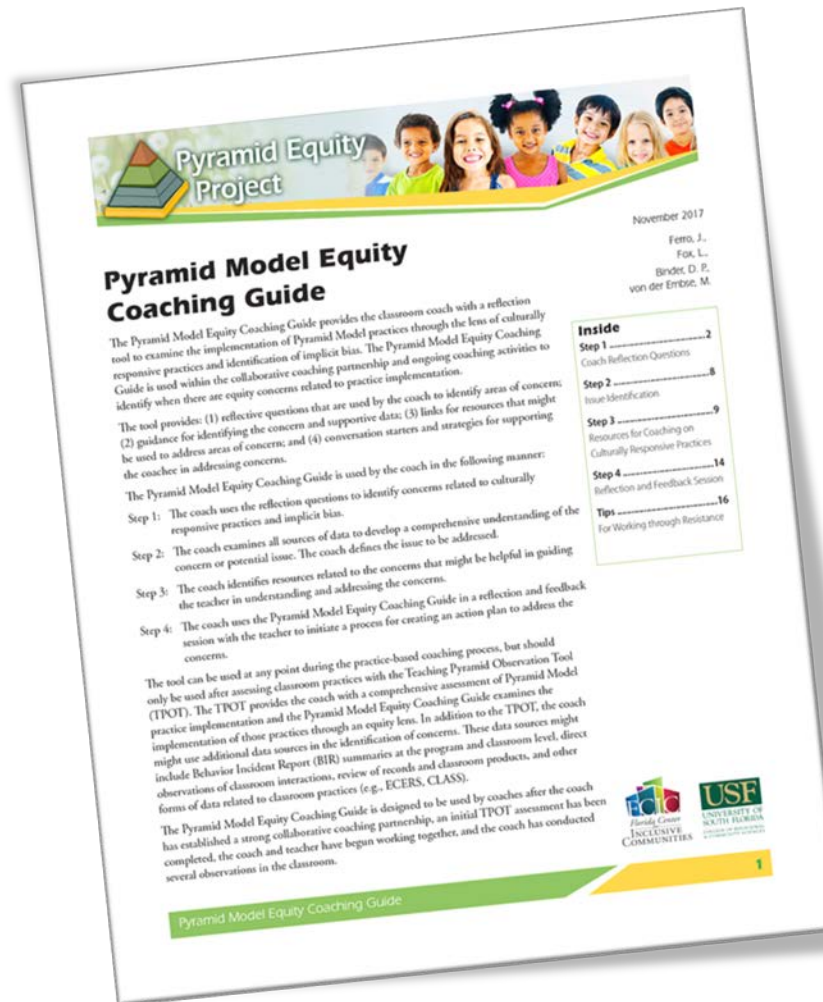 Pyramid Equity
Project
November 2017
Ferro, J.,
Fox, L.,
Binder, D. P.,
von der Embse, M.
Pyramid Model Equity
Coaching Guide
The Pyramid Model Equity Coaching Guide provides the classroom coach with a reflection
tool to examine the implementation of Pyramid Model practices through the lens of culturally
responsive practices and identification of implicit bias. The Pyramid Model Equity Coaching
Guide is used within the collaborative coaching partnership and ongoing coaching activities to
identify when there are equity concerns related to practice implementation.
The tool provides: (1) reflective questions that are used by the coach to identify areas of concern;
(2) guidance for identifying the concern and supportive data; (3) links for resources that might
be used to address areas of concern; and (4) conversation starters and strategies for supporting
the coachee in addressing concerns.
The Pyramid Model Equity Coaching Guide is used by the coach in the following manner:
Step 1: The coach uses the reflection questions to identify concerns related to culturally
responsive practices and implicit bias.
Step 2: The coach examines all sources of data to develop a comprehensive understanding of the
concern or potential issue. The coach defines the issue to be addressed.
Step 3: The coach identifies resources related to the concerns that might be helpful in guiding
the teacher in understanding and addressing the concerns.
Step 4: The coach uses the Pyramid Model Equity Coaching Guide in a reflection and feedback
session with the teacher to initiate a process for creating an action plan to address the
concerns.
The tool can be used at any point during the practice-based coaching process, but should
only be used after assessing classroom practices with the Teaching Pyramid Observation Tool
(TPOT). The TPOT provides the coach with a comprehensive assessment of Pyramid Model
practice implementation and the Pyramid Model Equity Coaching Guide examines the
implementation of those practices through an equity lens. In addition to the TPOT, the coach
might use additional data sources in the identification of concerns. These data sources might
include Behavior Incident Report (BIR) summaries at the program and classroom level, direct
observations of classroom interactions, review of records and classroom products, and other
forms of data related to classroom practices (e.g., ECERS, CLASS).
The Pyramid Model Equity Coaching Guide is designed to be used by coaches after the coach
has established a strong collaborative coaching partnership, an initial TPOT assessment has been
completed, the coach and teacher have begun working together, and the coach has conducted
several observations in the classroom.
Inside
Step 1 ........................2
Coach Reflection Questions
Step 2 ........................8
Issue Identification
Step 3 ........................9
Resources for Coaching on
Culturally Responsive Practices
Step 4 ........................14
Reflection and Feedback Session
Tips ........................16
For Working through Resistance
FCIC
Florida Center
INCLUSIVE
COMMUNITIES
USF
UNIVERSITY OF
SOUTH FLORIDA
Pyramid Model Equity Coaching Guide
1